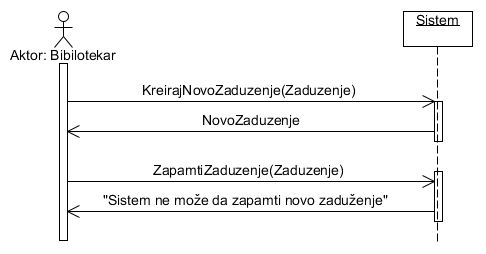 Sistem
Aktor: Bibilotekar
KreirajNovoZaduzenje(Zaduzenje)
NovoZaduzenje
ZapamtiZaduzenje(Zaduzenje)
"Sistem ne može da zapamti novo zaduženje"